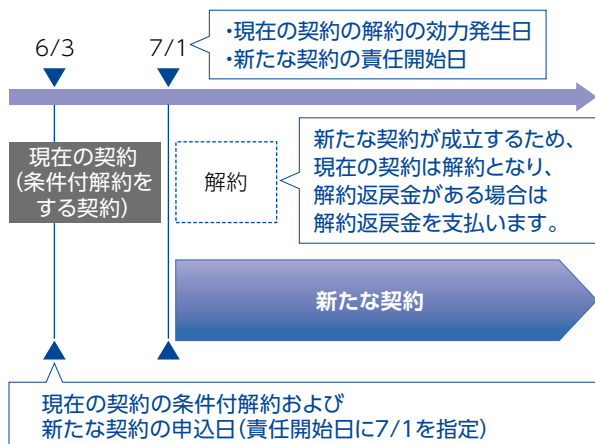 ・現在の契約の解約の効力発生日
・新たな契約の責任開始日
6/3
7/1
現在の契約
(条件付解約を
する契約)
解約
新たな契約が成立するため、
現在の契約は解約となり、
解約返戻金がある場合は
解約返戻金を支払います。
新たな契約
現在の契約の条件付解約および
新たな契約の申込日(責任開始日に7/1を指定)